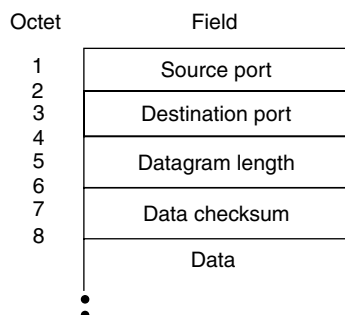 Octet Field
1 Source port
2
3 Destination port
4
5 Datagram length
6
7 Data checksum
8
Data